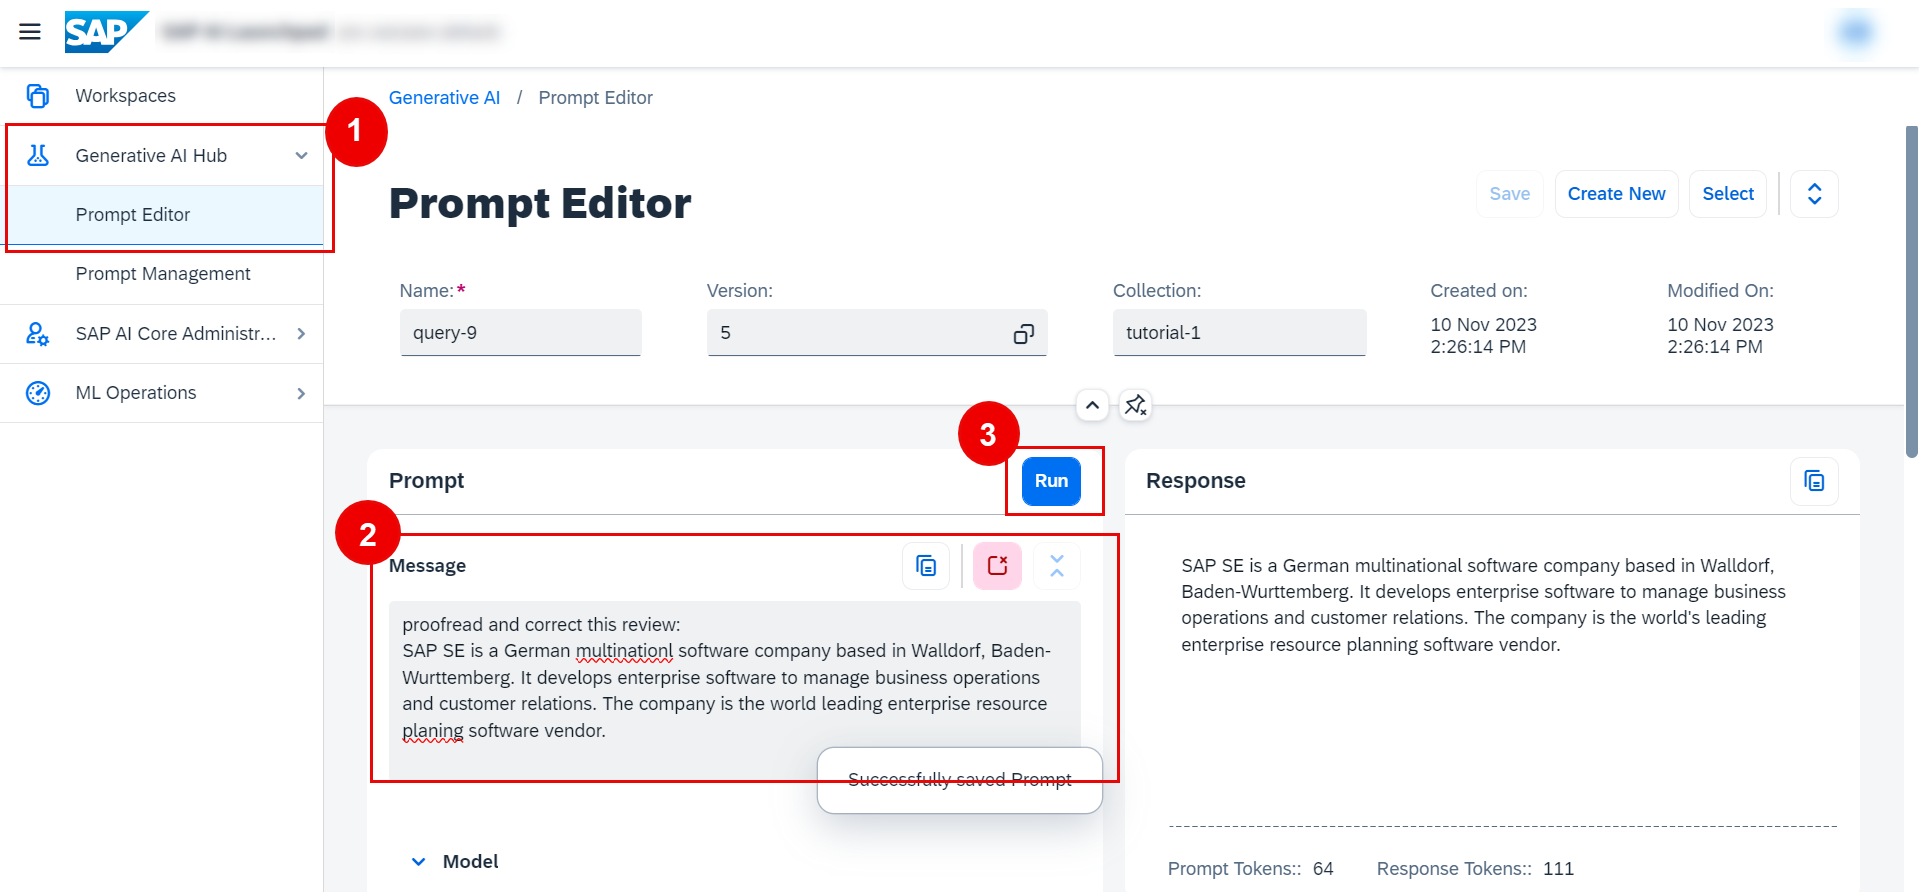 SAP
Workspaces
Generative AI Hub
Prompt Editor
Prompt Management
SAP AI Core Administr...
ML Operations
1
Generative AI / Prompt Editor
Prompt Editor
Save
Create New
Select
Name:*
query-9
Version:
5
Collection:
tutorial-1
Created on:
10 Nov 2023
2:26:14 PM
Modified On:
10 Nov 2023
2:26:14 PM
3
Prompt
Run
2
Message
proofread and correct this review:
SAP SE is a German multinationl software company based in Walldorf, Baden-
Wurttemberg. It develops enterprise software to manage business operations
and customer relations. The company is the world leading enterprise resource
planing software vendor.
Successfully saved Prompt
Model
Response
SAP SE is a German multinational software company based in Walldorf,
Baden-Wurttemberg. It develops enterprise software to manage business
operations and customer relations. The company is the world's leading
enterprise resource planning software vendor.
Prompt Tokens:: 64
Response Tokens:: 111